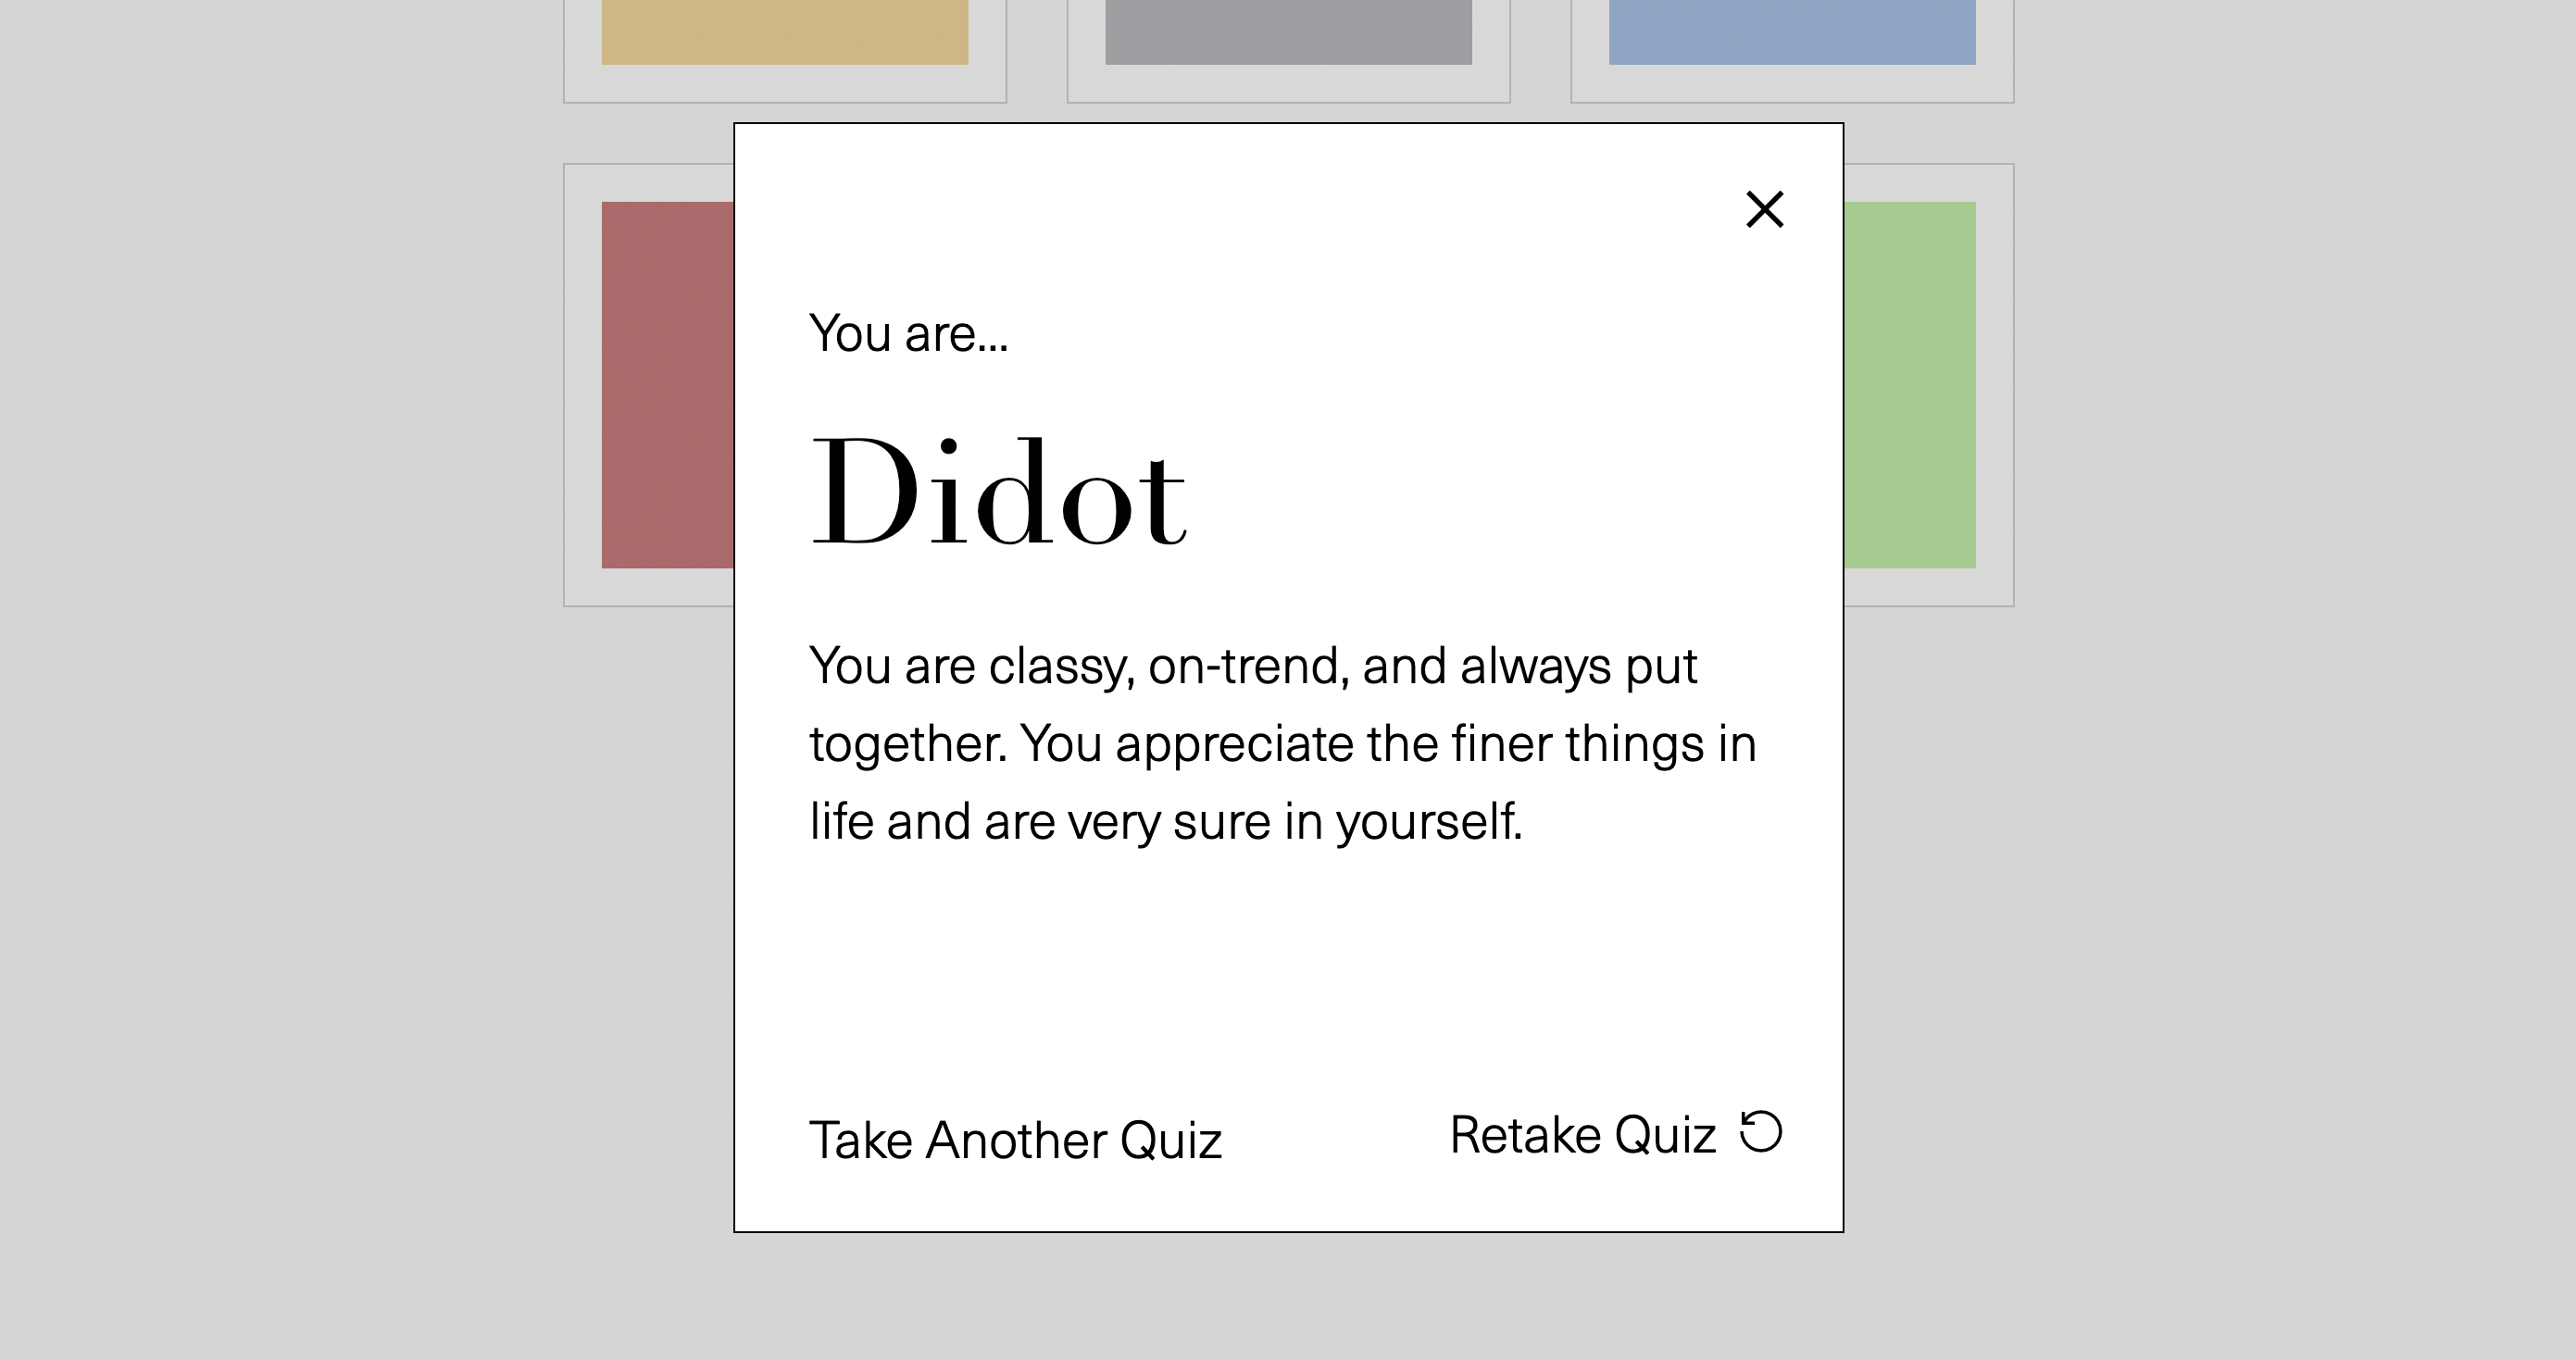 You are...
Didot
You are classy, on-trend, and always put
together. You appreciate the finer things in
life and are very sure in yourself.
Take Another Quiz
Retake Quiz